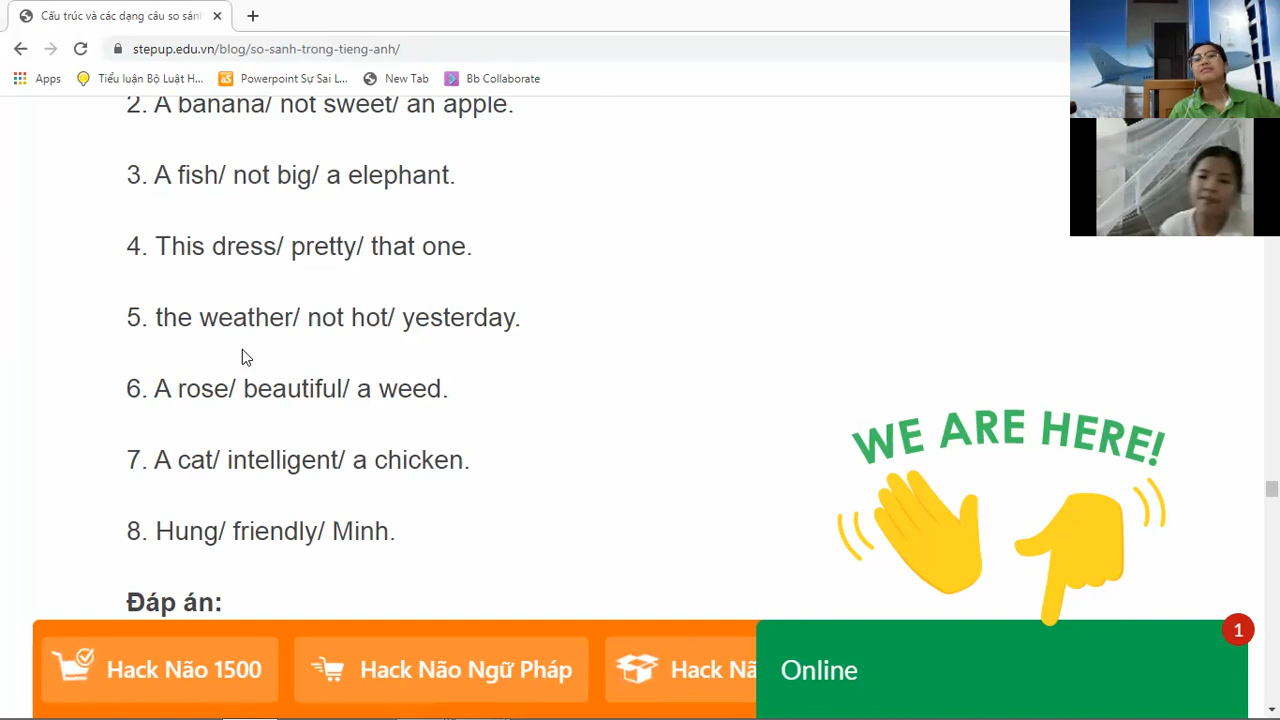 Cấu trúc và các dạng câu so sán
stepup.edu.vn/blog/so-sanh-trong-tieng-anh/
Apps Tiểu luận Bộ Luật H... Powerpoint Sự Sai L... New Tab Bb Collaborate
2. A banana/ not sweet/ an apple.
3. A fish/ not big/ a elephant.
4. This dress/ pretty/ that one.
5. the weather/ not hot/ yesterday.
6. A rose/ beautiful/ a weed.
7. A cat/ intelligent/ a chicken.
8. Hung/ friendly/ Minh.
WE ARE HERE!
Đáp án:
1
Hack Não 1500 Hack Não Ngữ Pháp Hack Nã Online